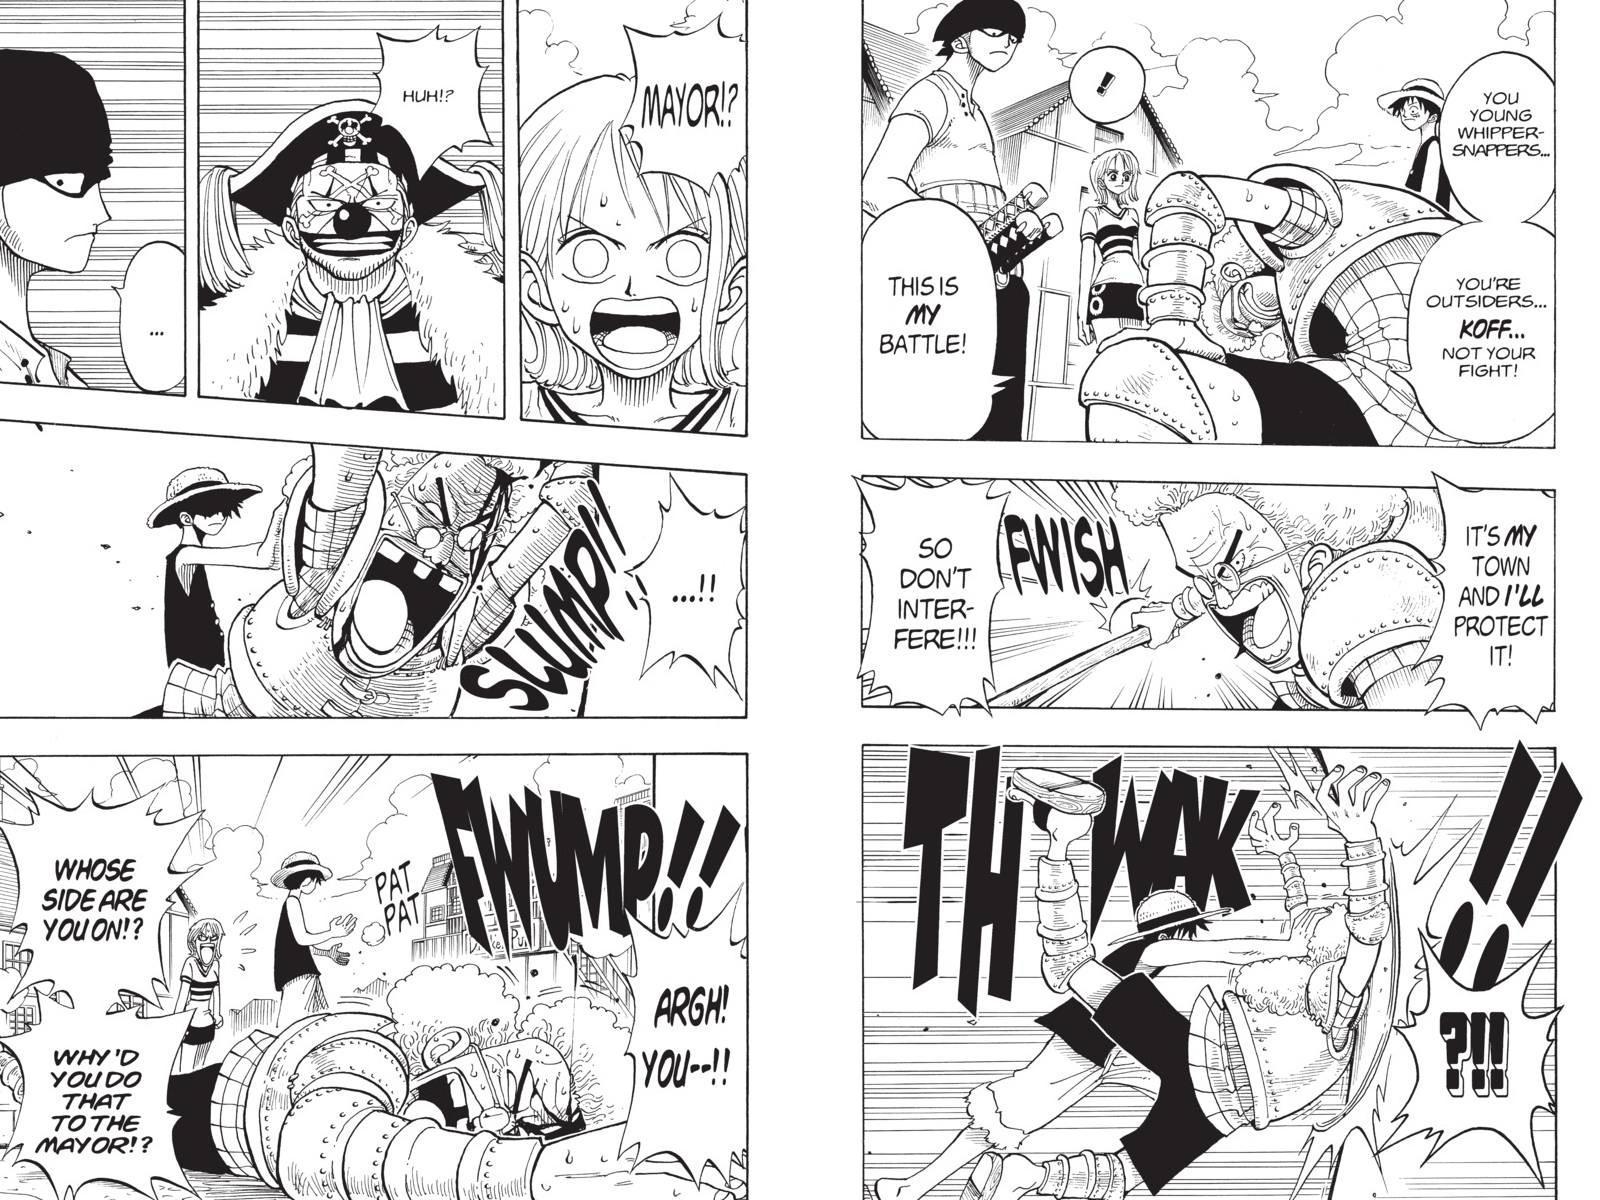 YOU
YOUNG
WHIPPER-
SNAPPERS...
!
YOU'RE
OUTSIDERS...
KOFF...
NOT YOUR
FIGHT!
THIS IS
MY
BATTLE!
IT'S MY
TOWN
AND I'LL
PROTECT
IT!
FWISH
SO
DON'T
INTER-
FERE!!!
!!
THWAK
?!!
MAYOR!?
HUH!?
...
...!!
SLUMP!!
FWUMP!!
PAT
PAT
ARGH!
YOU--!!
WHOSE
SIDE ARE
YOU ON!?
WHY'D
YOU DO
THAT
TO THE
MAYOR!?